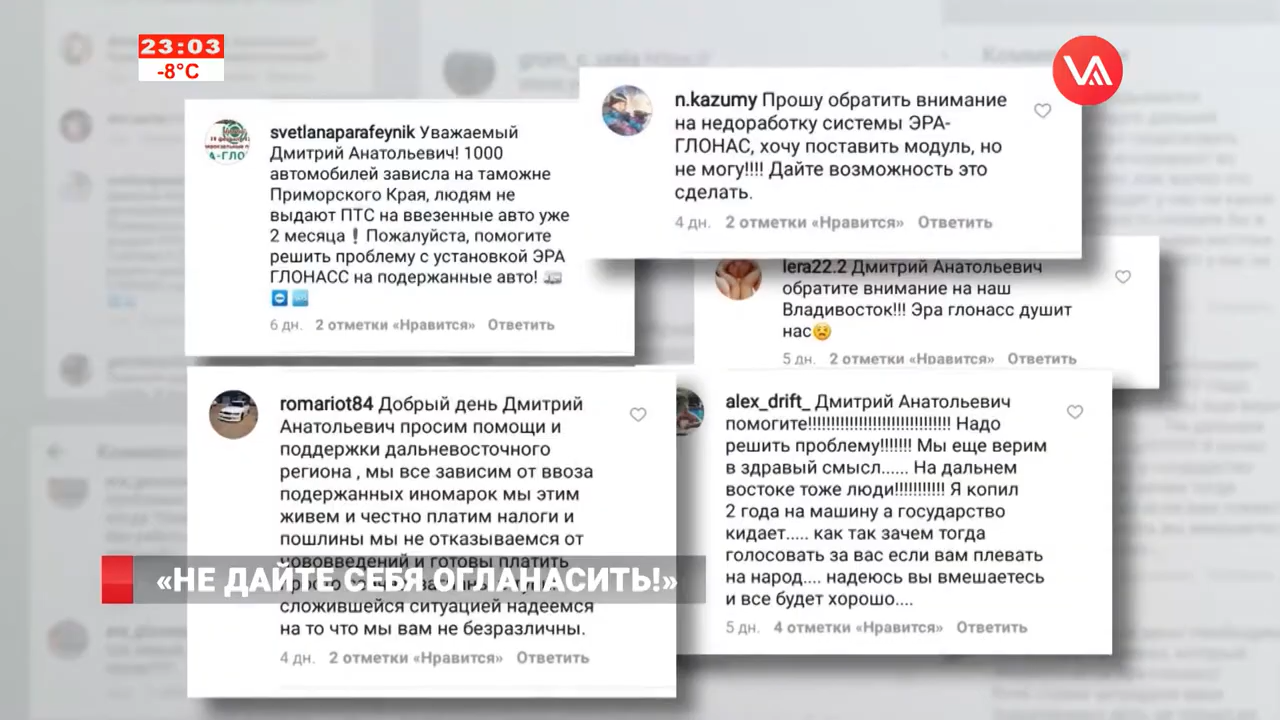 23:03
-8°C
VA
svetlanaparafeynik Уважаемый
Дмитрий Анатольевич! 1000
автомобилей зависла на таможне
Приморского Края, людям не
выдают ПТС на ввезенные авто уже
2 месяца❗Пожалуйста, помогите
решить проблему с установкой ЭРА
ГЛОНАСС на подержанные авто!
6 дн. 2 отметки «Нравится» Ответить
n.kazumy Прошу обратить внимание
на недоработку системы ЭРА-
ГЛОНАС, хочу поставить модуль, но
не могу!!!! Дайте возможность это
сделать.
4 дн. 2 отметки «Нравится» Ответить
lera22.2 Дмитрий Анатольевич
обратите внимание на наш
Владивосток!!! Эра глонасс душит
нас😣
5 дн. 2 отметки «Нравится» Ответить
romariot84 Добрый день Дмитрий
Анатольевич просим помощи и
поддержки дальневосточного
региона , мы все зависим от ввоза
подержанных иномарок мы этим
живем и честно платим налоги и
пошлины мы не отказываемся от
нововведений и готовы платить
сложившейся ситуацией надеемся
на то что мы вам не безразличны.
4 дн. 2 отметки «Нравится» Ответить
alex_drift_ Дмитрий Анатольевич
помогите!!!!!!!!!!!!!!!!!!!!!!!!!!!!!!! Надо
решить проблему!!!!!!! Мы еще верим
в здравый смысл...... На дальнем
востоке тоже люди!!!!!!!!!!! Я копил
2 года на машину а государство
кидает..... как так зачем тогда
голосовать за вас если вам плевать
на народ.... надеюсь вы вмешаетесь
и все будет хорошо....
5 дн. 4 отметки «Нравится» Ответить
«НЕ ДАЙТЕ СЕБЯ ОГЛАНАСИТЬ!»